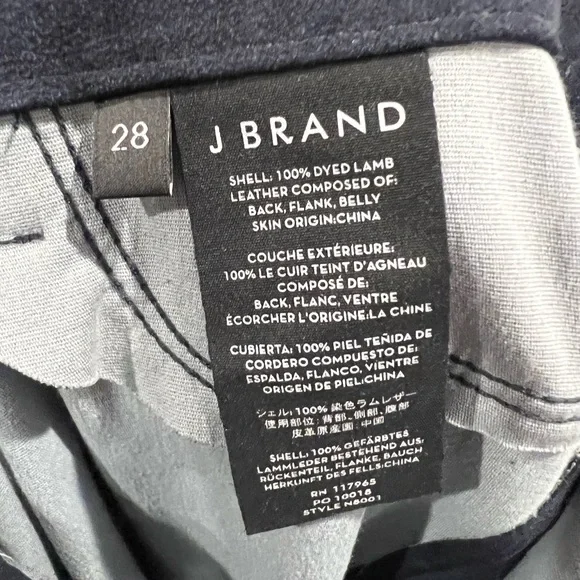 28
J BRAND
SHELL: 100% DYED LAMB
LEATHER COMPOSED OF:
BACK, FLANK, BELLY
SKIN ORIGIN:CHINA
COUCHE EXTÉRIEURE:
100% LE CUIR TEINT D'AGNEAU
COMPOSÉ DE:
BACK, FLANC, VENTRE
ÉCORCHER L'ORIGINE:LA CHINE
CUBIERTA: 100% PIEL TEÑIDA DE
CORDERO COMPUESTO DE:
ESPALDA, FLANCO, VIENTRE
ORIGEN DE PIEL:CHINA
シェル: 100% 染色ラムレザー
使用部位: 背部、側部、腹部
皮革原産国: 中国
SHELL: 100% GEFÄRBTES
LAMMLEDER BESTEHEND AUS:
RÜCKENTEIL, FLANKE, BAUCH
HERKUNFT DES FELLS:CHINA
RN 117965
PO 10018
STYLE N8001